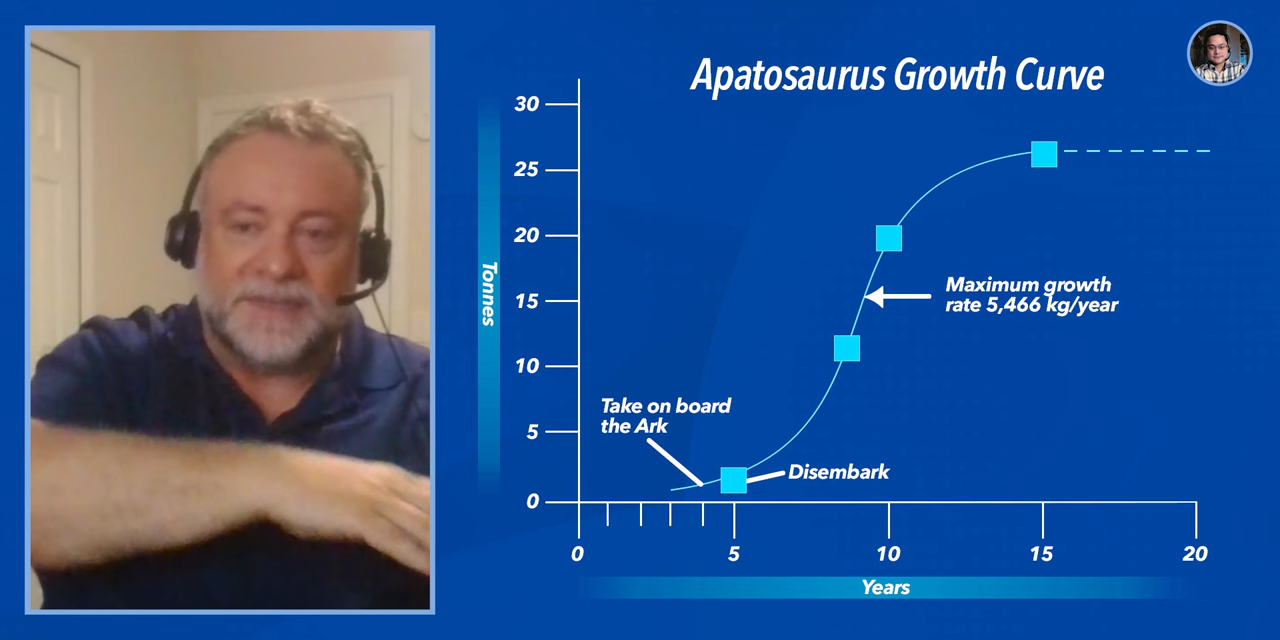 Apatosaurus Growth Curve
30
25
20
15
10
5
0
Tonnes
Maximum growth
rate 5,466 kg/year
Take on board
the Ark
Disembark
0 5 10 15 20
Years